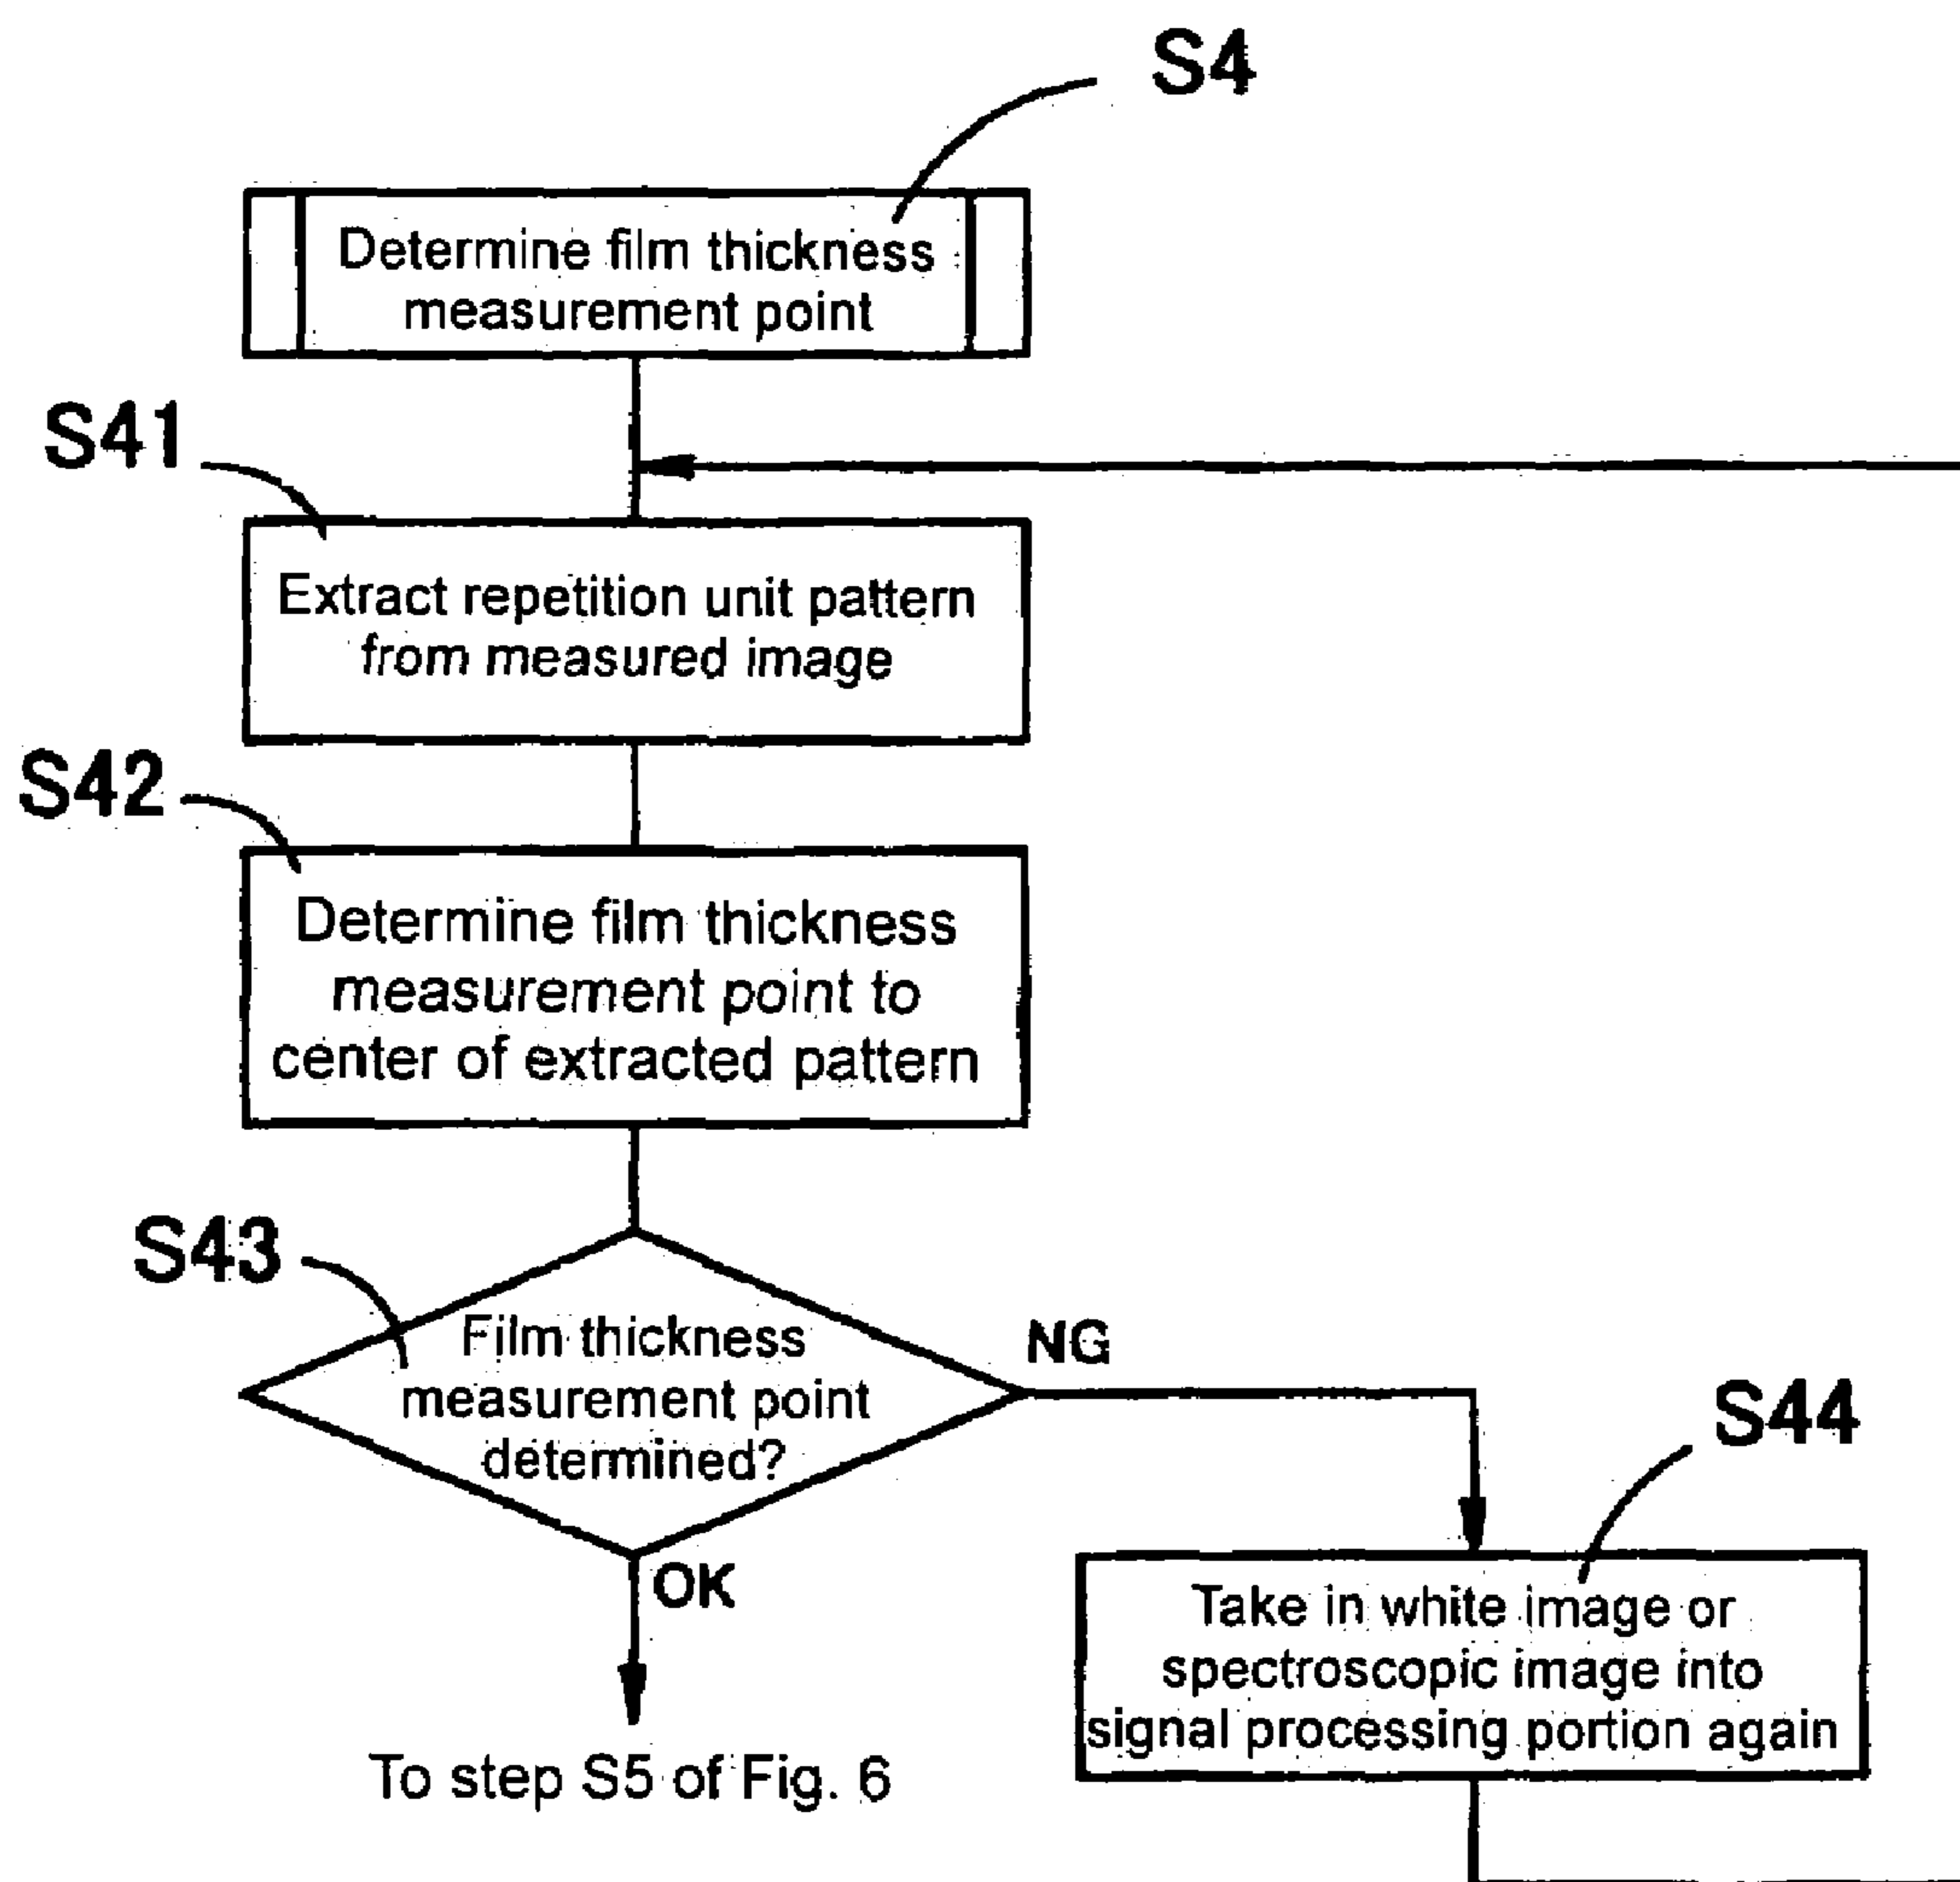 S4
Determine film thickness
measurement point
S41
Extract repetition unit pattern
from measured image
S42
Determine film thickness
measurement point to
center of extracted pattern
S43
Film thickness
measurement point
determined?
NG
OK
To step S5 of Fig. 6
S44
Take in white image or
spectroscopic image into
signal processing portion again